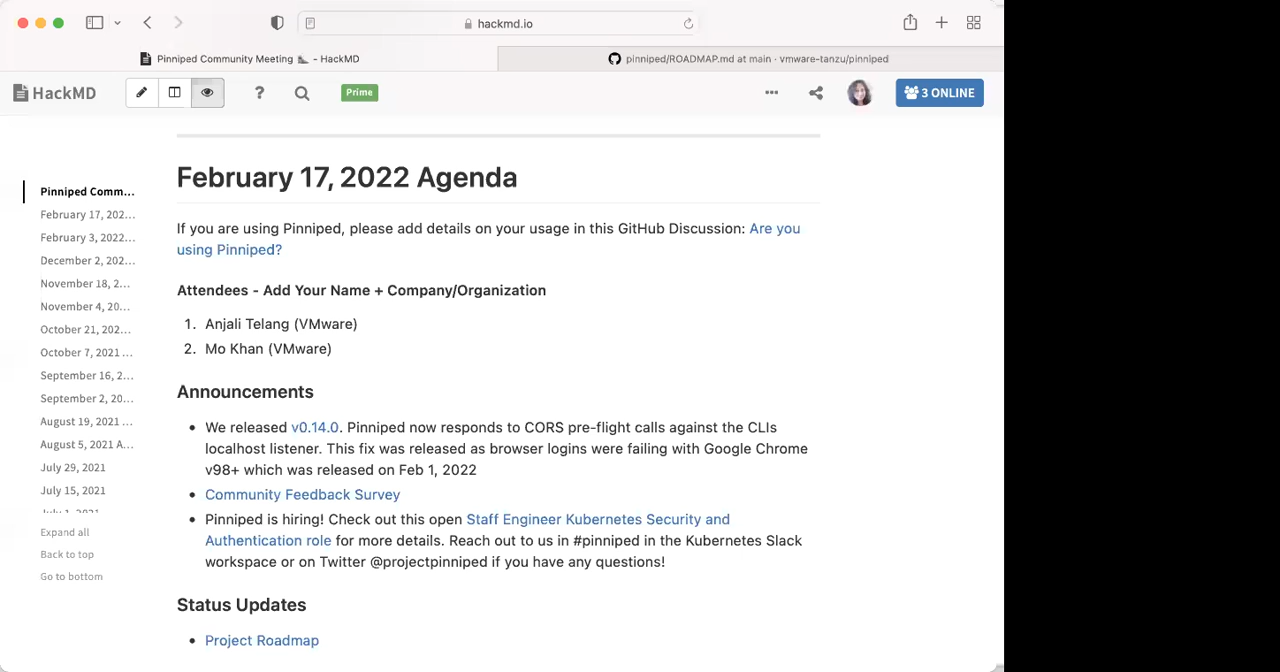 hackmd.io
Pinniped Community Meeting - HackMD
pinniped/ROADMAP.md at main · vmware-tanzu/pinniped
HackMD
?
Prime
3 ONLINE
Pinniped Comm...
February 17, 202...
February 3, 2022...
December 2, 202...
November 18, 2...
November 4, 20...
October 21, 202...
October 7, 2021 ...
September 16, 2...
September 2, 20...
August 19, 2021 ...
August 5, 2021 A...
July 29, 2021
July 15, 2021
July 1, 2021
Expand all
Back to top
Go to bottom
February 17, 2022 Agenda
If you are using Pinniped, please add details on your usage in this GitHub Discussion: Are you
using Pinniped?
Attendees - Add Your Name + Company/Organization
1. Anjali Telang (VMware)
2. Mo Khan (VMware)
Announcements
• We released v0.14.0. Pinniped now responds to CORS pre-flight calls against the CLIs
localhost listener. This fix was released as browser logins were failing with Google Chrome
v98+ which was released on Feb 1, 2022
• Community Feedback Survey
• Pinniped is hiring! Check out this open Staff Engineer Kubernetes Security and
Authentication role for more details. Reach out to us in #pinniped in the Kubernetes Slack
workspace or on Twitter @projectpinniped if you have any questions!
Status Updates
• Project Roadmap